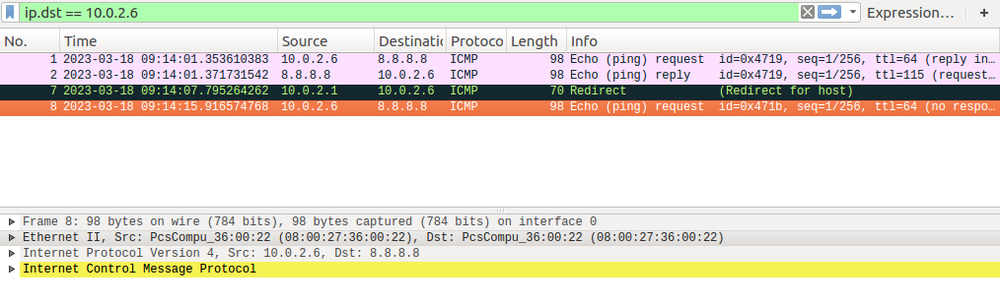 ip.dst == 10.0.2.6 Expression… +
No. Time Source Destinatio Protoco Length Info
1 2023-03-18 09:14:01.353610383 10.0.2.6 8.8.8.8 ICMP 98 Echo (ping) request id=0x4719, seq=1/256, ttl=64 (reply in…
2 2023-03-18 09:14:01.371731542 8.8.8.8 10.0.2.6 ICMP 98 Echo (ping) reply id=0x4719, seq=1/256, ttl=115 (request…
7 2023-03-18 09:14:07.795264262 10.0.2.1 10.0.2.6 ICMP 70 Redirect (Redirect for host)
8 2023-03-18 09:14:15.916574768 10.0.2.6 8.8.8.8 ICMP 98 Echo (ping) request id=0x471b, seq=1/256, ttl=64 (no respo…
Frame 8: 98 bytes on wire (784 bits), 98 bytes captured (784 bits) on interface 0
Ethernet II, Src: PcsCompu_36:00:22 (08:00:27:36:00:22), Dst: PcsCompu_36:00:22 (08:00:27:36:00:22)
Internet Protocol Version 4, Src: 10.0.2.6, Dst: 8.8.8.8
Internet Control Message Protocol